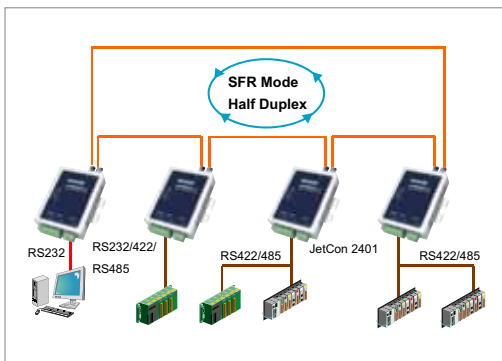 SFR Mode
Half Duplex
RS232
RS232/422/
RS485
RS422/485
JetCon 2401
RS422/485